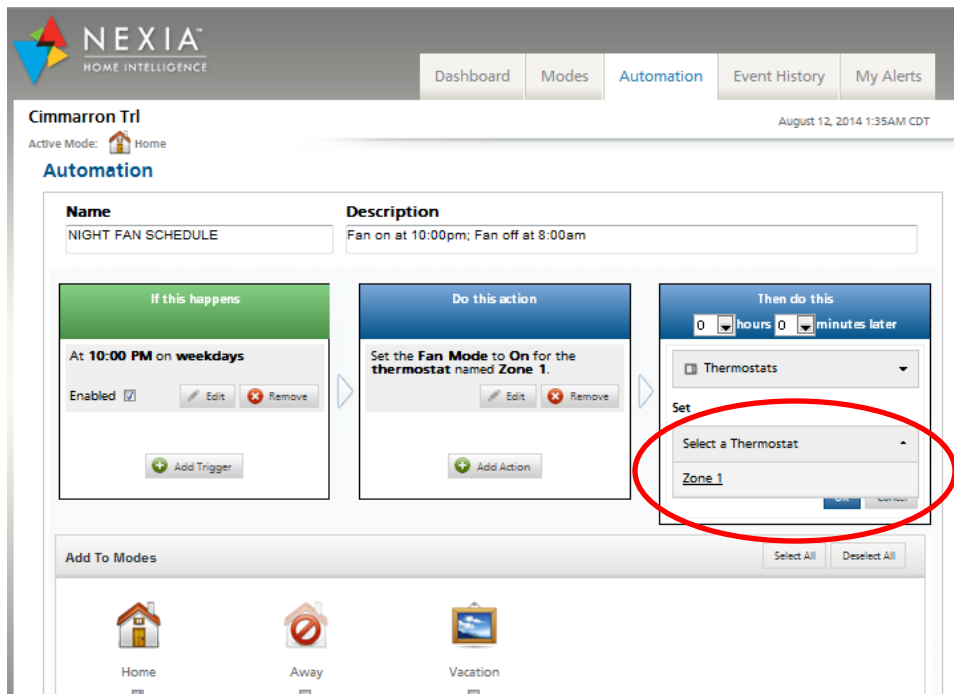 NEXIA™
HOME INTELLIGENCE
Dashboard Modes Automation Event History My Alerts
Cimmarron Trl
August 12, 2014 1:35AM CDT
Active Mode: Home
Automation
Name Description
NIGHT FAN SCHEDULE Fan on at 10:00pm; Fan off at 8:00am
If this happens Do this action Then do this
0 hours 0 minutes later
At 10:00 PM on weekdays
Enabled Edit Remove
Add Trigger
Set the Fan Mode to On for the
thermostat named Zone 1.
Edit Remove
Add Action
Thermostats
Set
Select a Thermostat
Zone 1
OK Cancel
Add To Modes Select All Deselect All
Home Away Vacation